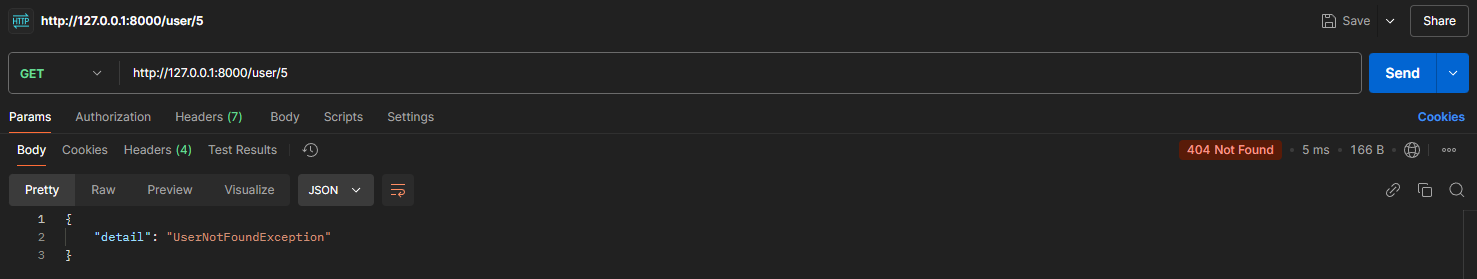 HTTP http://127.0.0.1:8000/user/5 Save Share
GET http://127.0.0.1:8000/user/5 Send
Params Authorization Headers (7) Body Scripts Settings Cookies
Body Cookies Headers (4) Test Results 404 Not Found • 5 ms • 166 B •
Pretty Raw Preview Visualize JSON
1 {
2 "detail": "UserNotFoundException"
3 }